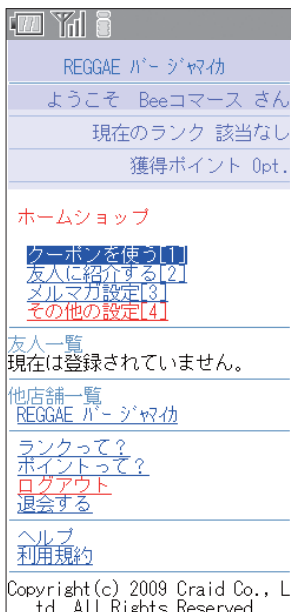 REGGAE バー ジャマイカ
ようこそ Beeコマース さん
現在のランク 該当なし
獲得ポイント 0pt.
ホームショップ
クーポンを使う[1]
友人に紹介する[2]
メルマガ設定[3]
その他の設定[4]
友人一覧
現在は登録されていません。
他店舗一覧
REGGAE バー ジャマイカ
ランクって?
ポイントって?
ログアウト
退会する
ヘルプ
利用規約
Copyright(c) 2009 Craid Co., L
td. All Rights Reserved